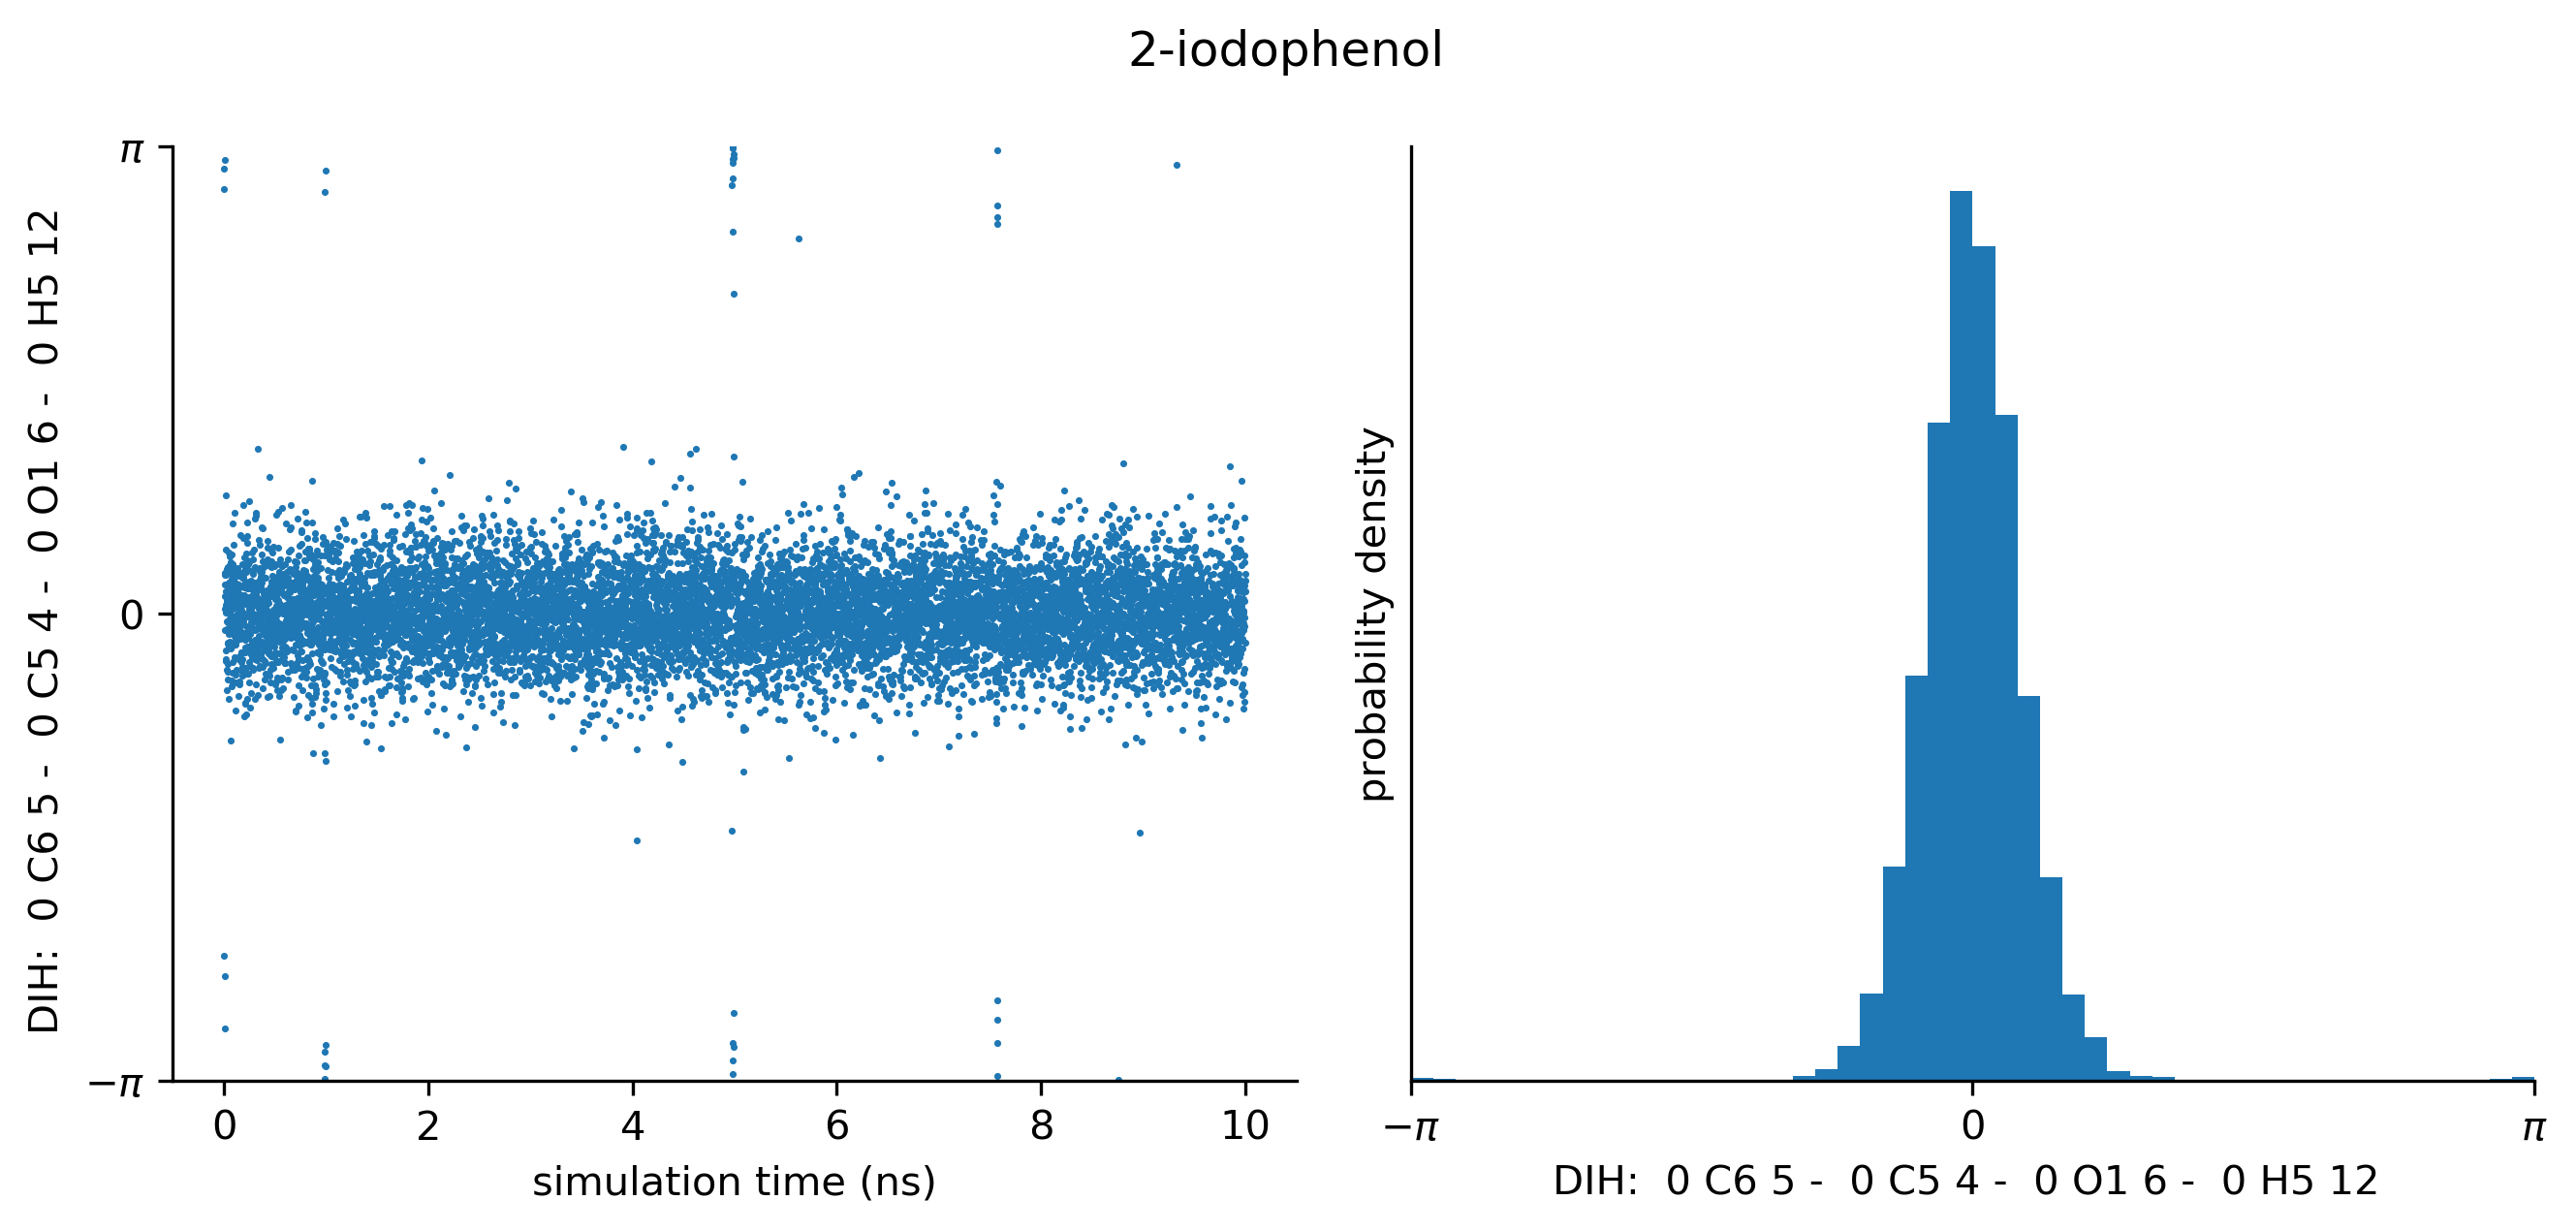 2-iodophenol
DIH:  0 C6 5 -  0 C5 4 -  0 O1 6 -  0 H5 12
π
0
−π
0 2 4 6 8 10
simulation time (ns)
probability density
−π 0 π
DIH:  0 C6 5 -  0 C5 4 -  0 O1 6 -  0 H5 12